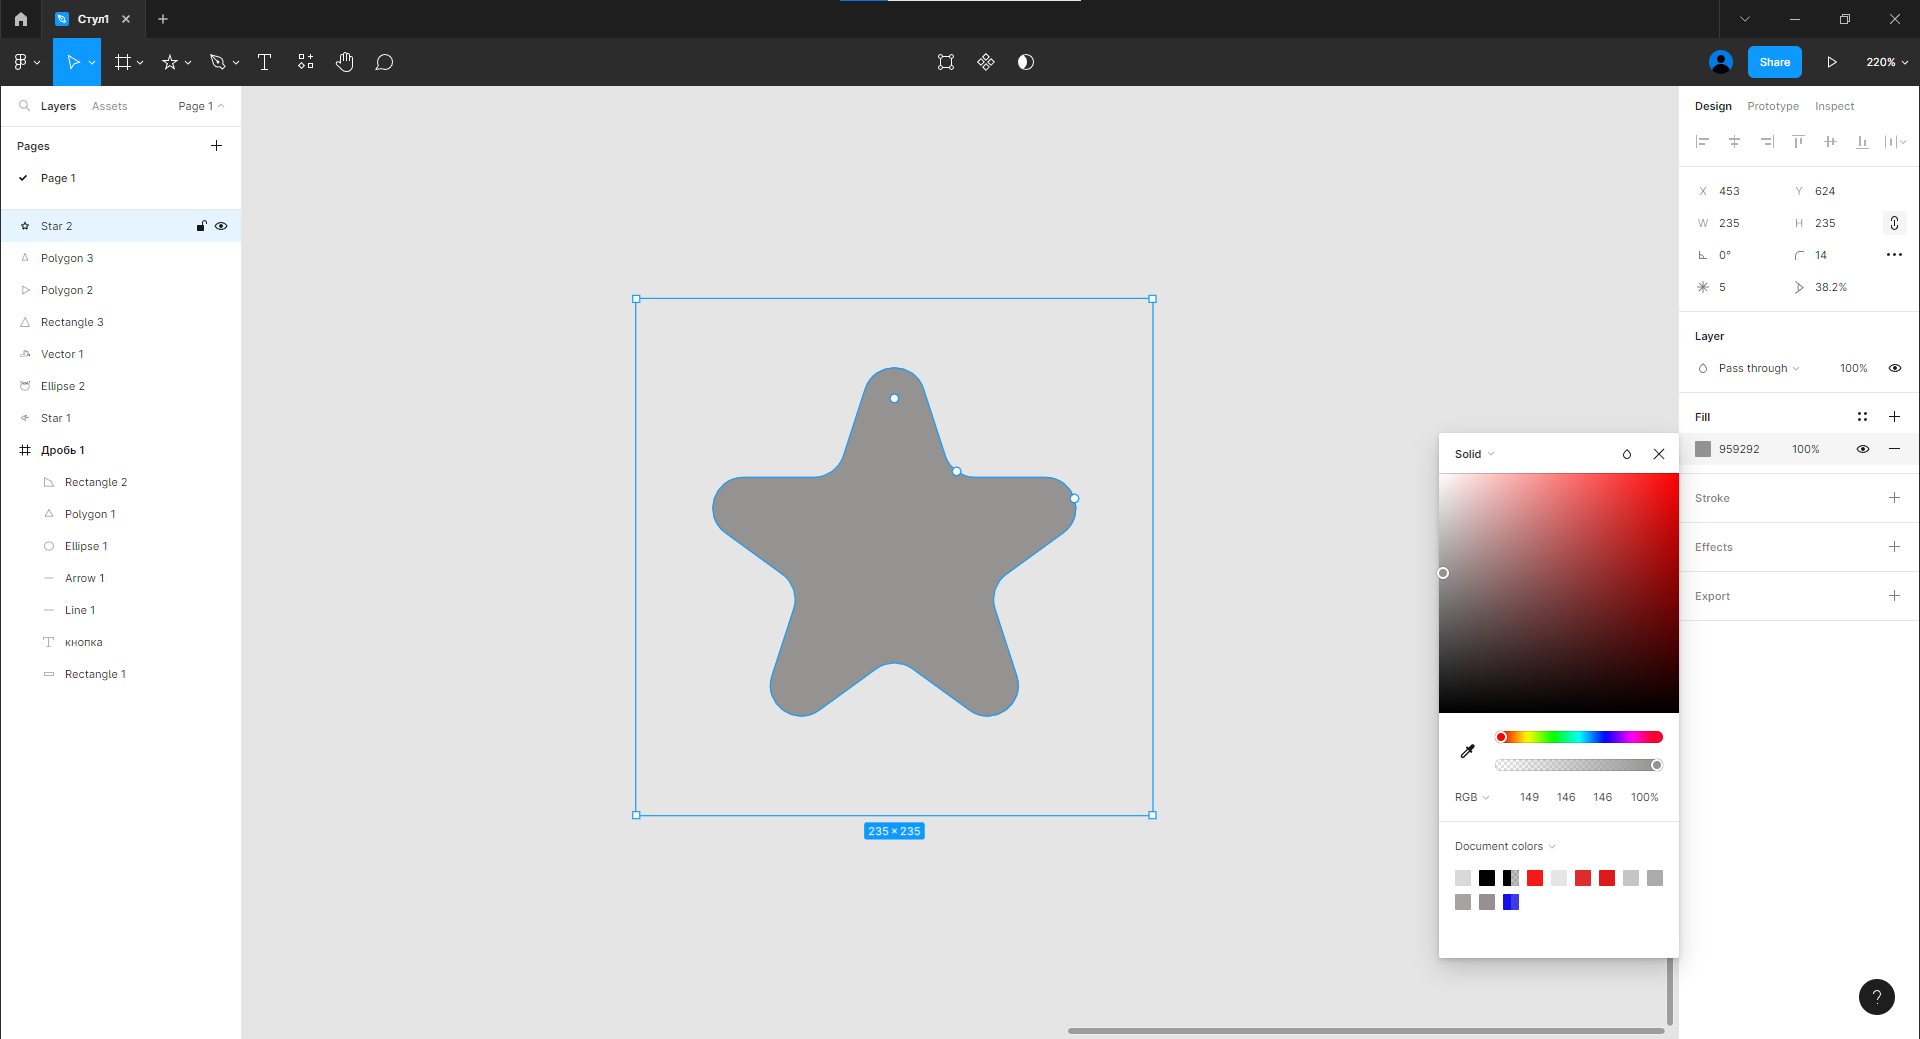 Стул1
Share
220%
Layers
Assets
Page 1
Pages
Page 1
Star 2
Polygon 3
Polygon 2
Rectangle 3
Vector 1
Ellipse 2
Star 1
Дробь 1
Rectangle 2
Polygon 1
Ellipse 1
Arrow 1
Line 1
кнопка
Rectangle 1
235 × 235
Design
Prototype
Inspect
X 453
Y 624
W 235
H 235
0°
14
5
38.2%
Layer
Pass through
100%
Fill
959292
100%
Stroke
Effects
Export
Solid
RGB 149 146 146 100%
Document colors
?